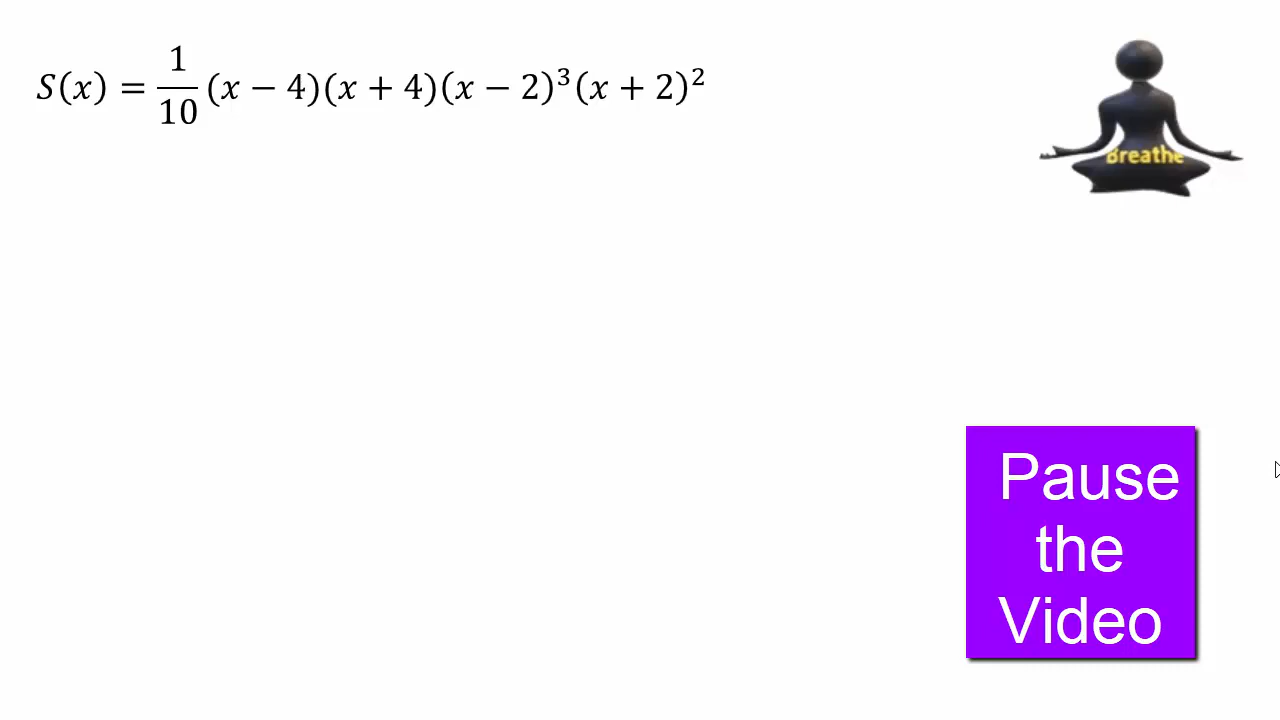 S(x) = 1/10 (x − 4)(x + 4)(x − 2)³(x + 2)²
Breathe
Pause
the
Video